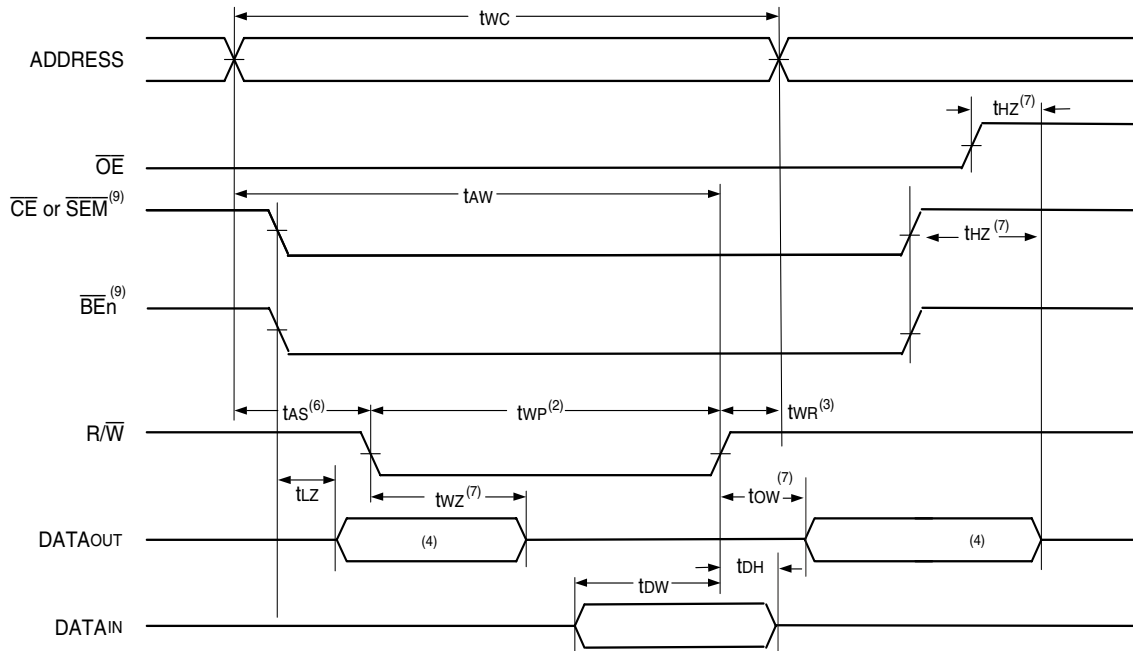 tWC
ADDRESS
tHZ(7)
OE
tAW
CE or SEM(9)
tHZ(7)
BEn(9)
tAS(6) tWP(2) tWR(3)
R/W
tLZ tWZ(7) tOW(7)
DATAOUT (4) (4)
tDW tDH
DATAIN